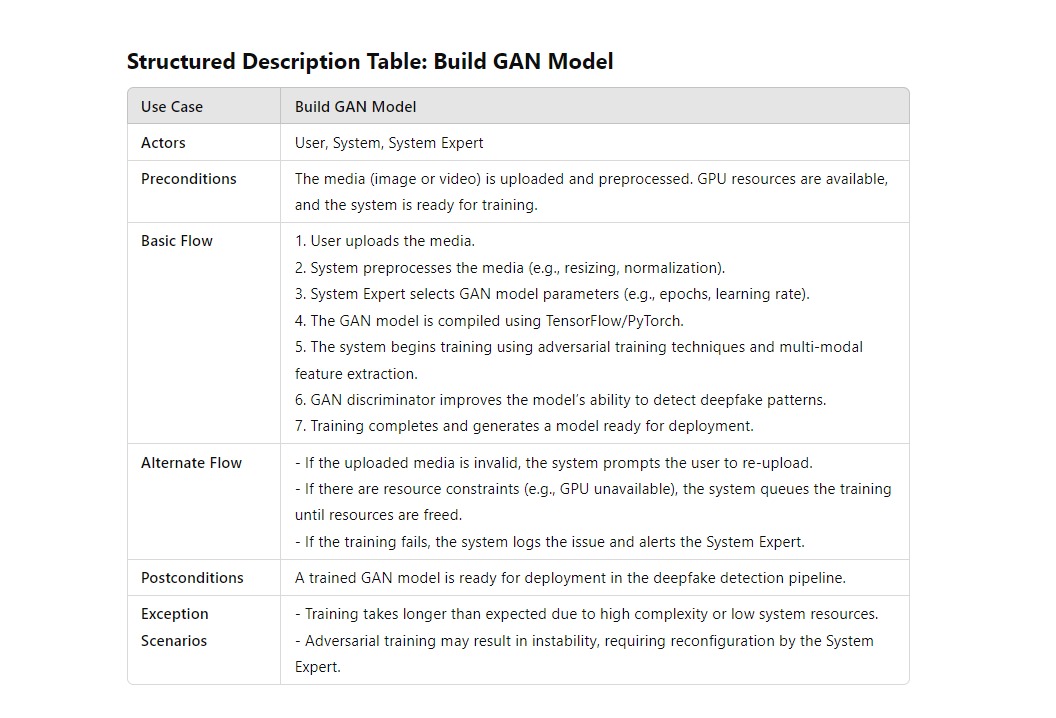 Structured Description Table: Build GAN Model
Use Case
Build GAN Model
Actors
User, System, System Expert
Preconditions
The media (image or video) is uploaded and preprocessed. GPU resources are available,
and the system is ready for training.
Basic Flow
1. User uploads the media.
2. System preprocesses the media (e.g., resizing, normalization).
3. System Expert selects GAN model parameters (e.g., epochs, learning rate).
4. The GAN model is compiled using TensorFlow/PyTorch.
5. The system begins training using adversarial training techniques and multi-modal
feature extraction.
6. GAN discriminator improves the model’s ability to detect deepfake patterns.
7. Training completes and generates a model ready for deployment.
Alternate Flow
- If the uploaded media is invalid, the system prompts the user to re-upload.
- If there are resource constraints (e.g., GPU unavailable), the system queues the training
until resources are freed.
- If the training fails, the system logs the issue and alerts the System Expert.
Postconditions
A trained GAN model is ready for deployment in the deepfake detection pipeline.
Exception
Scenarios
- Training takes longer than expected due to high complexity or low system resources.
- Adversarial training may result in instability, requiring reconfiguration by the System
Expert.